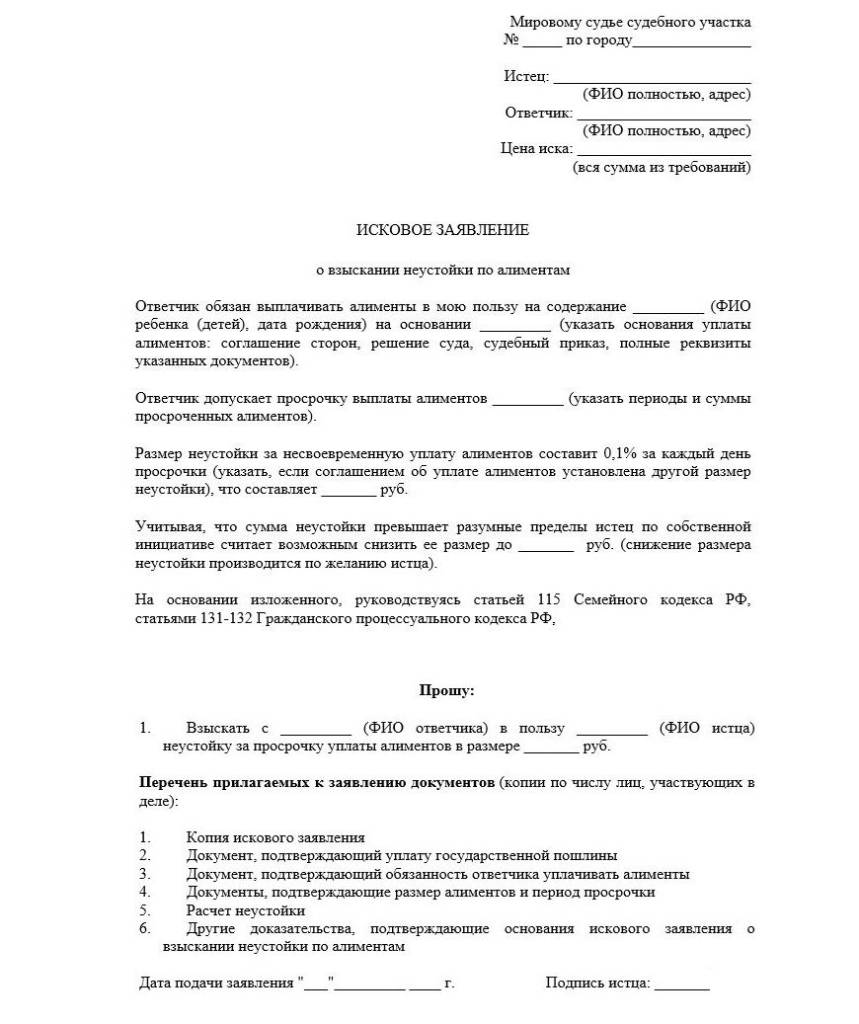 Мировому судье судебного участка
№ _____ по городу_______________
Истец: _________________________
(ФИО полностью, адрес)
Ответчик: ______________________
(ФИО полностью, адрес)
Цена иска: ______________________
(вся сумма из требований)
ИСКОВОЕ ЗАЯВЛЕНИЕ
о взыскании неустойки по алиментам
Ответчик обязан выплачивать алименты в мою пользу на содержание _________ (ФИО
ребенка (детей), дата рождения) на основании _________ (указать основания уплаты
алиментов: соглашение сторон, решение суда, судебный приказ, полные реквизиты
указанных документов).
Ответчик допускает просрочку выплаты алиментов _________ (указать периоды и суммы
просроченных алиментов).
Размер неустойки за несвоевременную уплату алиментов составит 0,1% за каждый день
просрочки (указать, если соглашением об уплате алиментов установлена другой размер
неустойки), что составляет _______ руб.
Учитывая, что сумма неустойки превышает разумные пределы истец по собственной
инициативе считает возможным снизить ее размер до _______ руб. (снижение размера
неустойки производится по желанию истца).
На основании изложенного, руководствуясь статьей 115 Семейного кодекса РФ,
статьями 131-132 Гражданского процессуального кодекса РФ,
Прошу:
1. Взыскать с _________ (ФИО ответчика) в пользу _________ (ФИО истца)
неустойку за просрочку уплаты алиментов в размере _______ руб.
Перечень прилагаемых к заявлению документов (копии по числу лиц, участвующих в
деле):
1. Копия искового заявления
2. Документ, подтверждающий уплату государственной пошлины
3. Документ, подтверждающий обязанность ответчика уплачивать алименты
4. Документы, подтверждающие размер алиментов и период просрочки
5. Расчет неустойки
6. Другие доказательства, подтверждающие основания искового заявления о
взыскании неустойки по алиментам
Дата подачи заявления "___"_________ ____ г. Подпись истца: _______